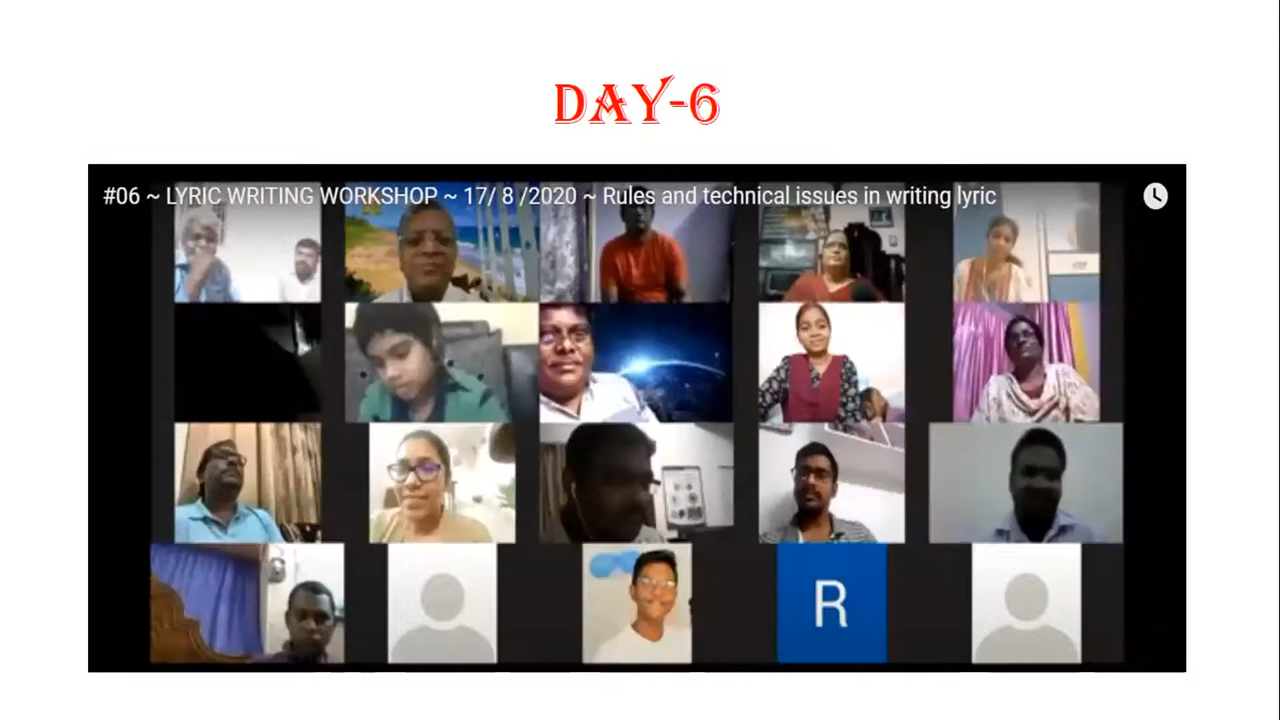 DAY-6
#06 ~ LYRIC WRITING WORKSHOP ~ 17/ 8 /2020 ~ Rules and technical issues in writing lyric
R